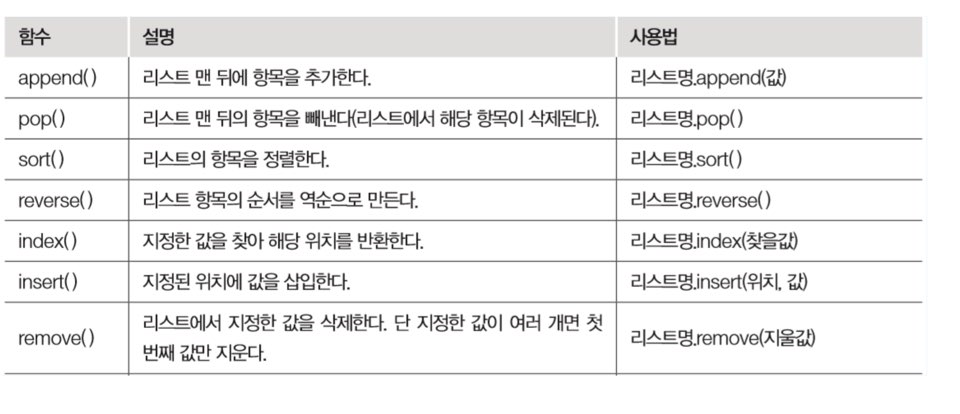 함수 설명 사용법
append() 리스트 맨 뒤에 항목을 추가한다. 리스트명.append(값)
pop() 리스트 맨 뒤의 항목을 빼낸다(리스트에서 해당 항목이 삭제된다). 리스트명.pop()
sort() 리스트의 항목을 정렬한다. 리스트명.sort()
reverse() 리스트 항목의 순서를 역순으로 만든다. 리스트명.reverse()
index() 지정한 값을 찾아 해당 위치를 반환한다. 리스트명.index(찾을값)
insert() 지정된 위치에 값을 삽입한다. 리스트명.insert(위치, 값)
remove() 리스트에서 지정한 값을 삭제한다. 단 지정한 값이 여러 개면 첫
번째 값만 지운다. 리스트명.remove(지울값)